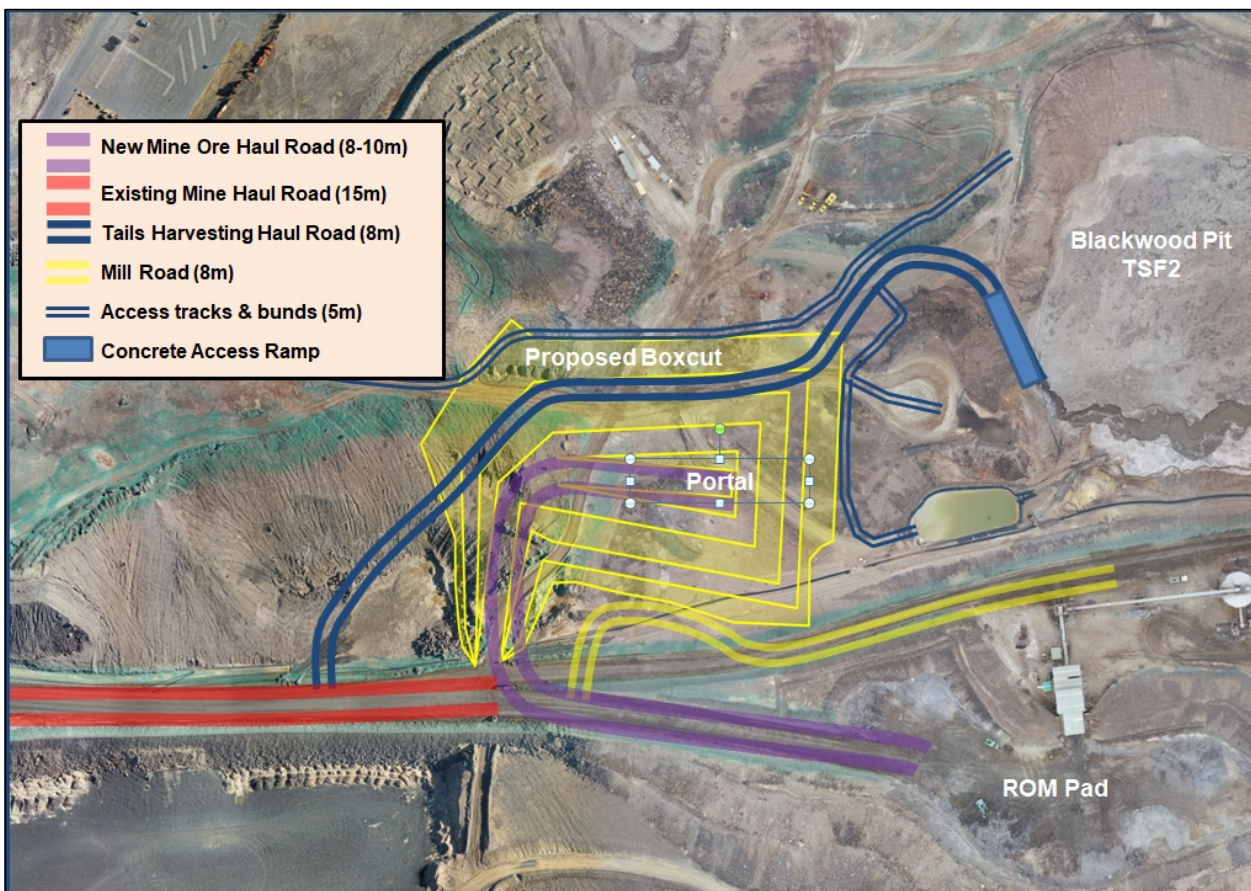 New Mine Ore Haul Road (8-10m)
Existing Mine Haul Road (15m)
Tails Harvesting Haul Road (8m)
Mill Road (8m)
Access tracks & bunds (5m)
Concrete Access Ramp
Blackwood Pit
TSF2
Proposed Boxcut
Portal
ROM Pad